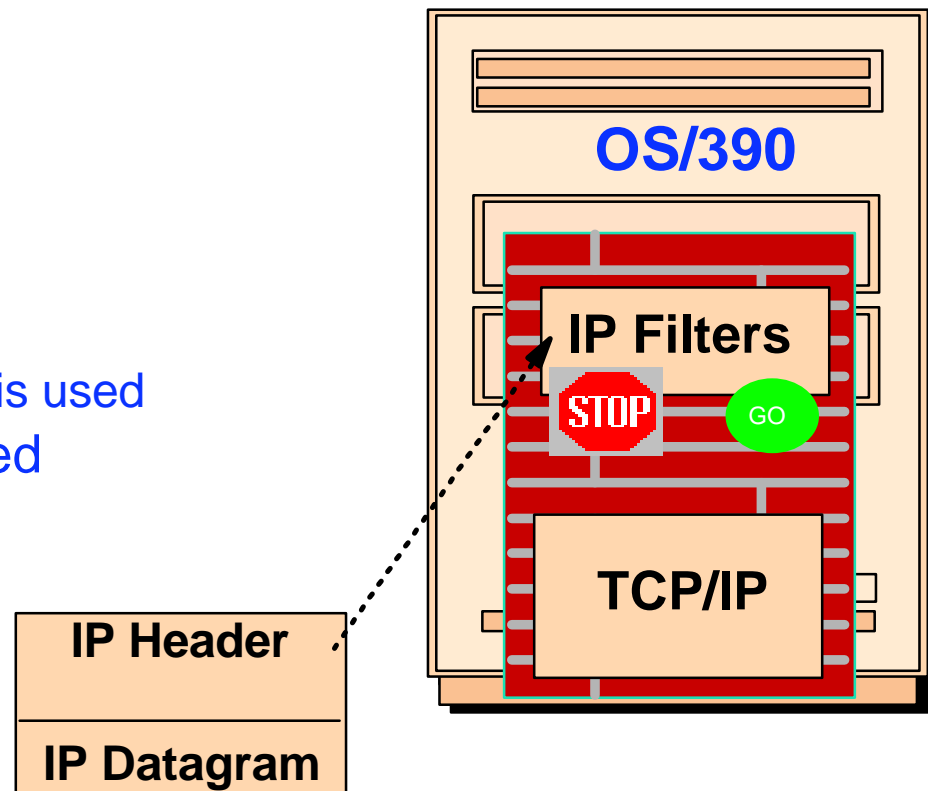 OS/390
IP Filters
is used
STOP
GO
ed
TCP/IP
IP Header
IP Datagram